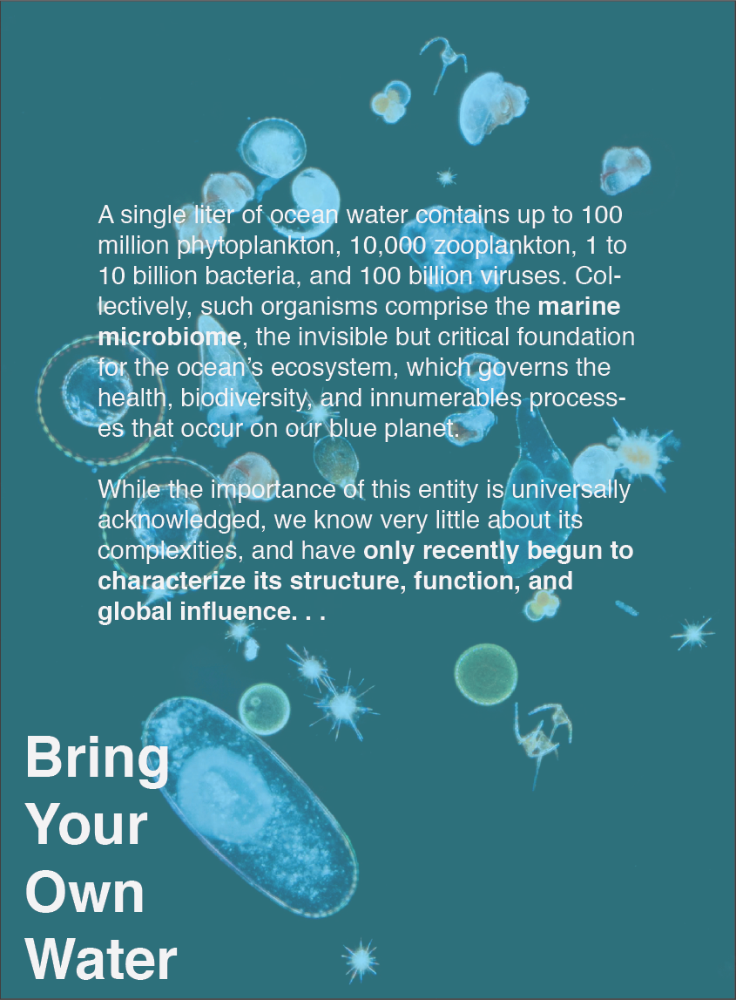 A single liter of ocean water contains up to 100
million phytoplankton, 10,000 zooplankton, 1 to
10 billion bacteria, and 100 billion viruses. Col-
lectively, such organisms comprise the marine
microbiome, the invisible but critical foundation
for the ocean’s ecosystem, which governs the
health, biodiversity, and innumerables process-
es that occur on our blue planet.
While the importance of this entity is universally
acknowledged, we know very little about its
complexities, and have only recently begun to
characterize its structure, function, and
global influence. . .
Bring
Your
Own
Water